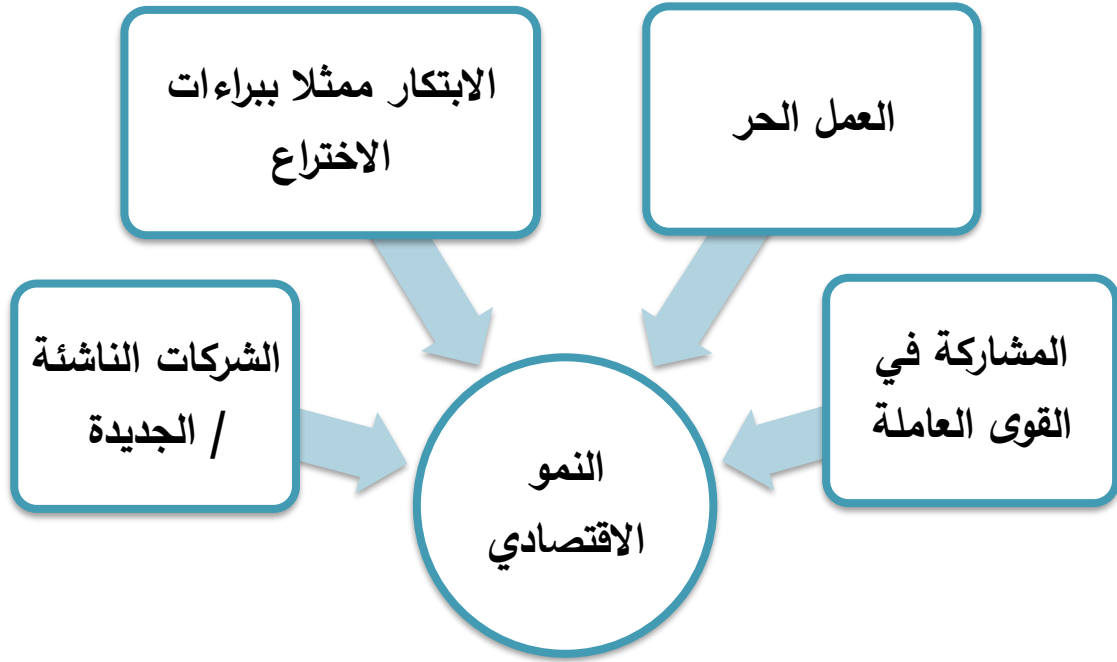 العمل الحر
الابتكار ممثلا ببراءات
الاختراع
المشاركة في
القوى العاملة
الشركات الناشئة
/ الجديدة
النمو
الاقتصادي